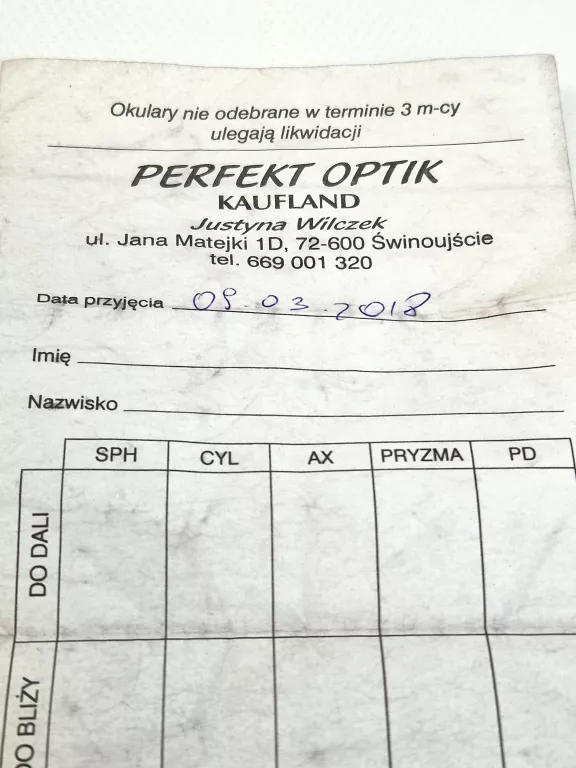 Okulary nie odebrane w terminie 3 m-cy
ulegają likwidacji
PERFEKT OPTIK
KAUFLAND
Justyna Wilczek
ul. Jana Matejki 1D, 72-600 Świnoujście
tel. 669 001 320
Data przyjęcia 09.03.2018
Imię
Nazwisko
SPH CYL AX PRYZMA PD
DO DALI
DO BLIŻY